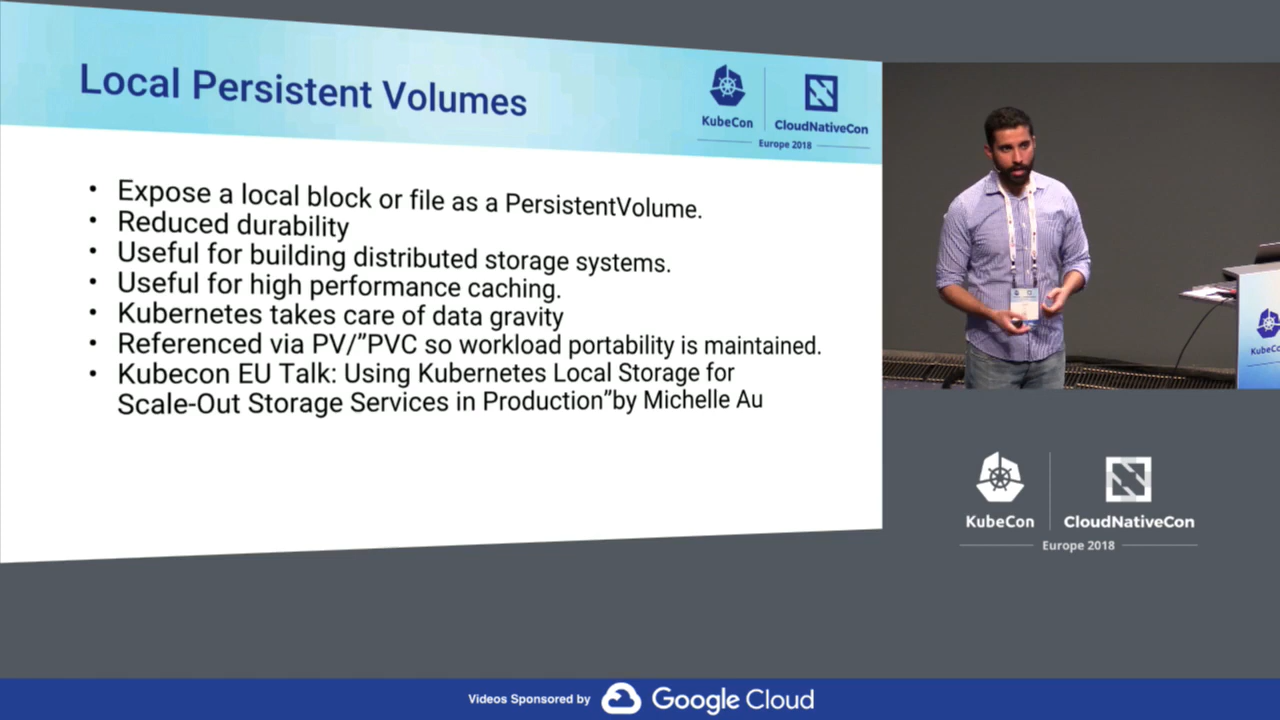 Local Persistent Volumes
KubeCon
CloudNativeCon
Europe 2018
• Expose a local block or file as a PersistentVolume.
• Reduced durability
• Useful for building distributed storage systems.
• Useful for high performance caching.
• Kubernetes takes care of data gravity
• Referenced via PV/”PVC so workload portability is maintained.
• Kubecon EU Talk: Using Kubernetes Local Storage for
Scale-Out Storage Services in Production”by Michelle Au
KubeCon
CloudNativeCon
Europe 2018
Videos Sponsored by Google Cloud